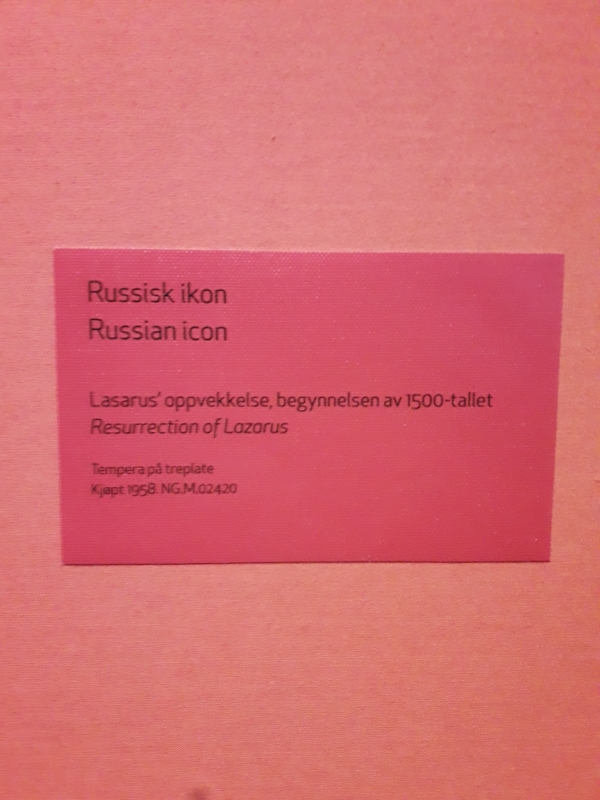 Russisk ikon
Russian icon
Lasarus' oppvekkelse, begynnelsen av 1500-tallet
Resurrection of Lazarus
Tempera på treplate
Kjøpt 1958. NG.M.02420